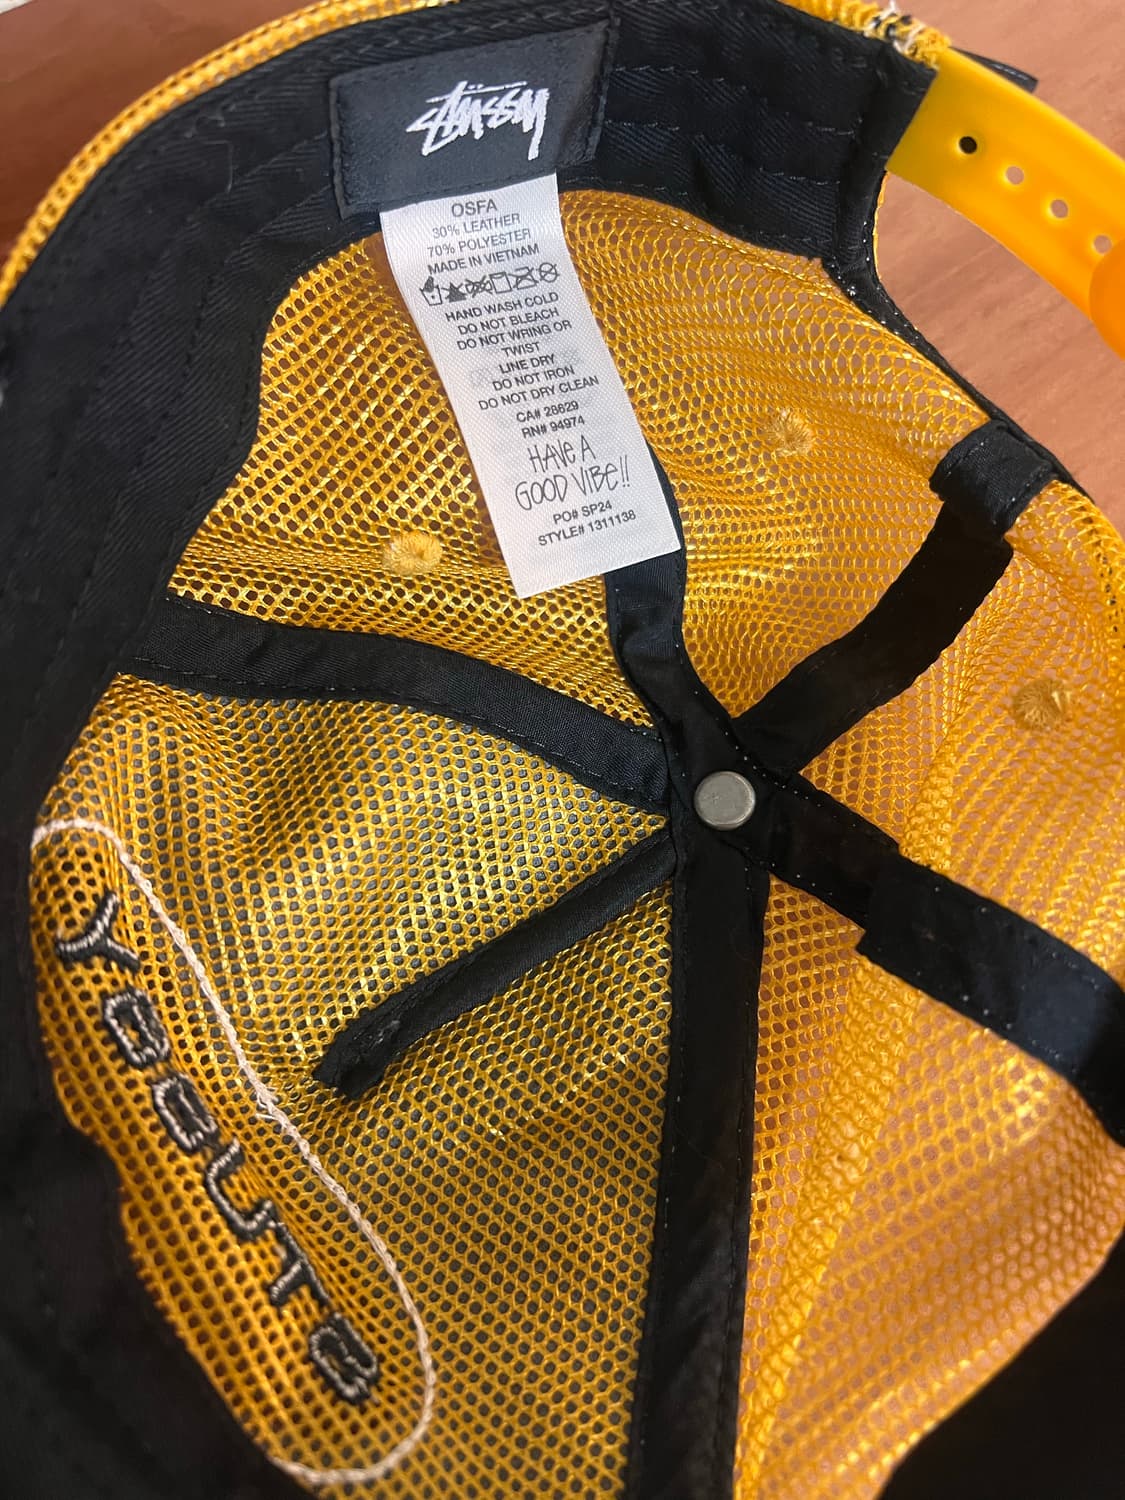 STÜSSY
OSFA
30% LEATHER
70% POLYESTER
MADE IN VIETNAM
HAND WASH COLD
DO NOT BLEACH
DO NOT WRING OR
TWIST
LINE DRY
DO NOT IRON
DO NOT DRY CLEAN
CA# 28629
RN# 94974
HAVE A
GOOD VIBE!!
PO# SP24
STYLE# 1311138